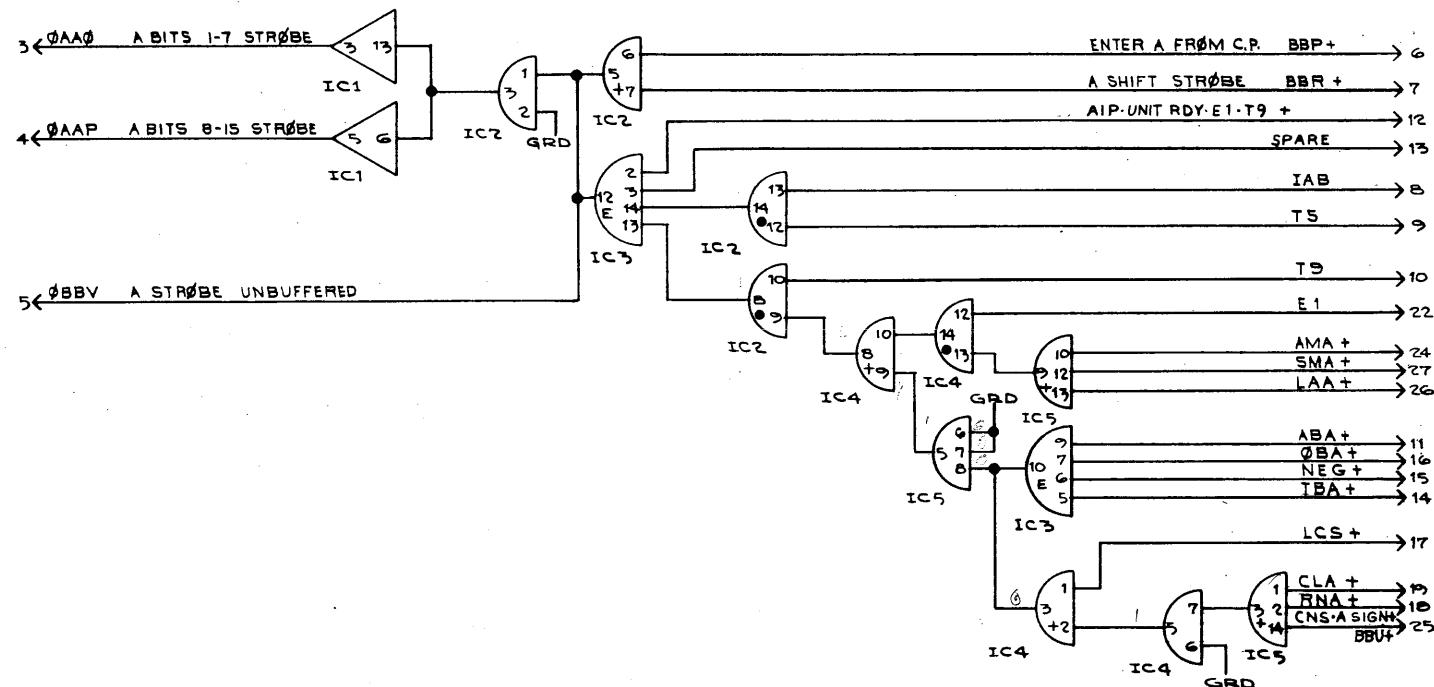 3 ØAAØ A BITS 1-7 STRØBE 3 13
IC1
4 ØAAP A BITS 8-15 STRØBE 5 6
IC1
3 1 2
IC2 GRD
5 6 +7
IC2
ENTER A FRØM C.P. BBP+ 6
A SHIFT STRØBE BBR + 7
AIP·UNIT RDY·E1·T9 + 12
SPARE 13
12 E 2 3 14 13
IC3
14 13 12
IC2
IAB 8
T5 9
5 ØBBV A STRØBE UNBUFFERED
8 10 9
IC2
T9 10
E1 22
8 + 10 9
IC4
14 12 13
IC4
9 + 10 12 13
IC5
AMA + 24
SMA + 27
LAA + 26
GRD
5 6 7 8
IC5
10 E 9 7 6 5
IC3
ABA + 11
ØBA + 16
NEG + 15
IBA + 14
LCS + 17
3 1 +2
IC4
5 7 6
IC4
GRD
3 + 1 2 14
IC5
CLA + 19
RNA + 18
CNS·A SIGN+ 25
BBU+